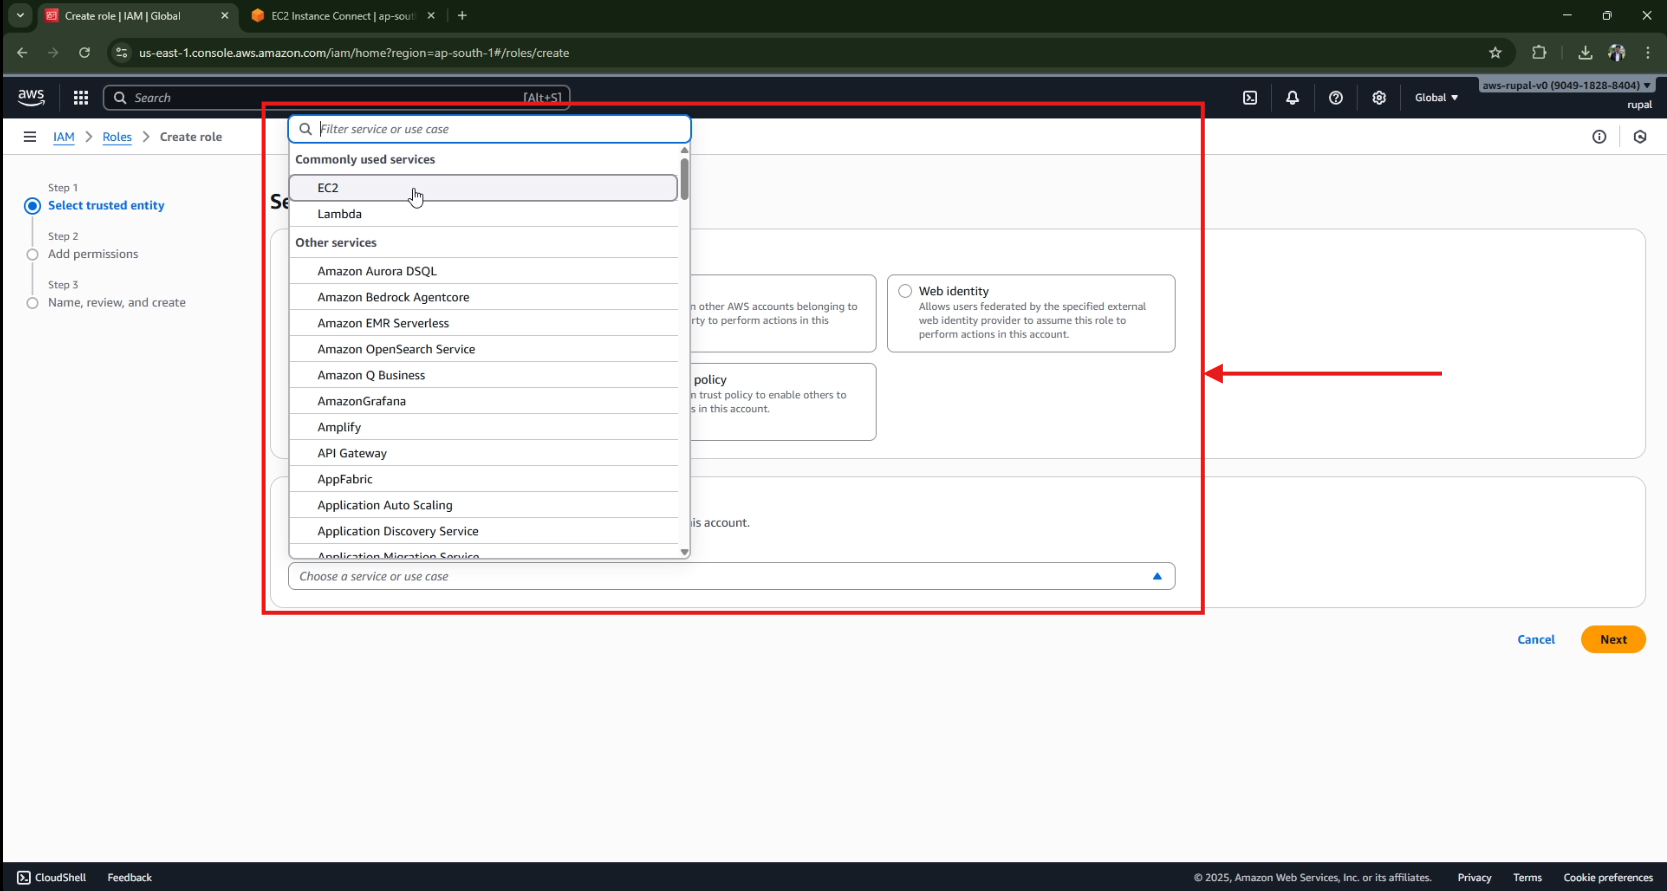 Create role | IAM | Global
EC2 Instance Connect | ap-sout
us-east-1.console.aws.amazon.com/iam/home?region=ap-south-1#/roles/create
aws
Search
[Alt+S]
Global
aws-rupal-v0 (9049-1828-8404)
rupal
IAM > Roles > Create role
Filter service or use case
Commonly used services
EC2
Lambda
Other services
Amazon Aurora DSQL
Amazon Bedrock Agentcore
Amazon EMR Serverless
Amazon OpenSearch Service
Amazon Q Business
AmazonGrafana
Amplify
API Gateway
AppFabric
Application Auto Scaling
Application Discovery Service
Application Migration Service
Step 1
Select trusted entity
Step 2
Add permissions
Step 3
Name, review, and create
Se
n other AWS accounts belonging to
rty to perform actions in this
Web identity
Allows users federated by the specified external
web identity provider to assume this role to
perform actions in this account.
policy
n trust policy to enable others to
s in this account.
is account.
Choose a service or use case
Cancel
Next
CloudShell
Feedback
© 2025, Amazon Web Services, Inc. or its affiliates.
Privacy
Terms
Cookie preferences